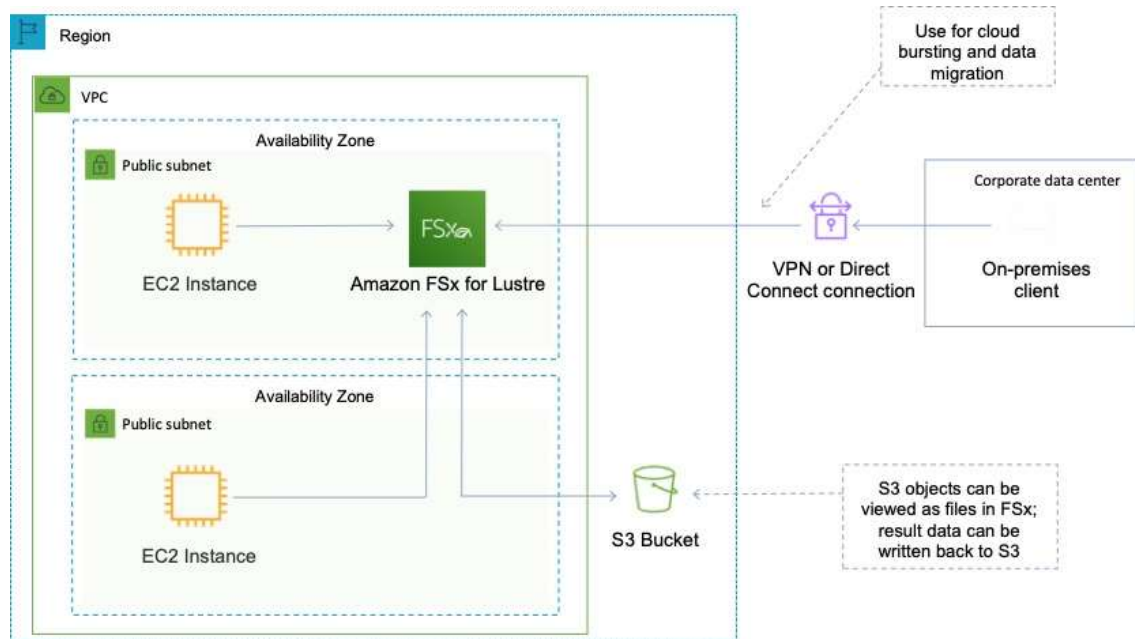 Region
VPC
Availability Zone
Public subnet
EC2 Instance
FSx
Amazon FSx for Lustre
Availability Zone
Public subnet
EC2 Instance
S3 Bucket
Use for cloud
bursting and data
migration
VPN or Direct
Connect connection
Corporate data center
On-premises
client
S3 objects can be
viewed as files in FSx;
result data can be
written back to S3